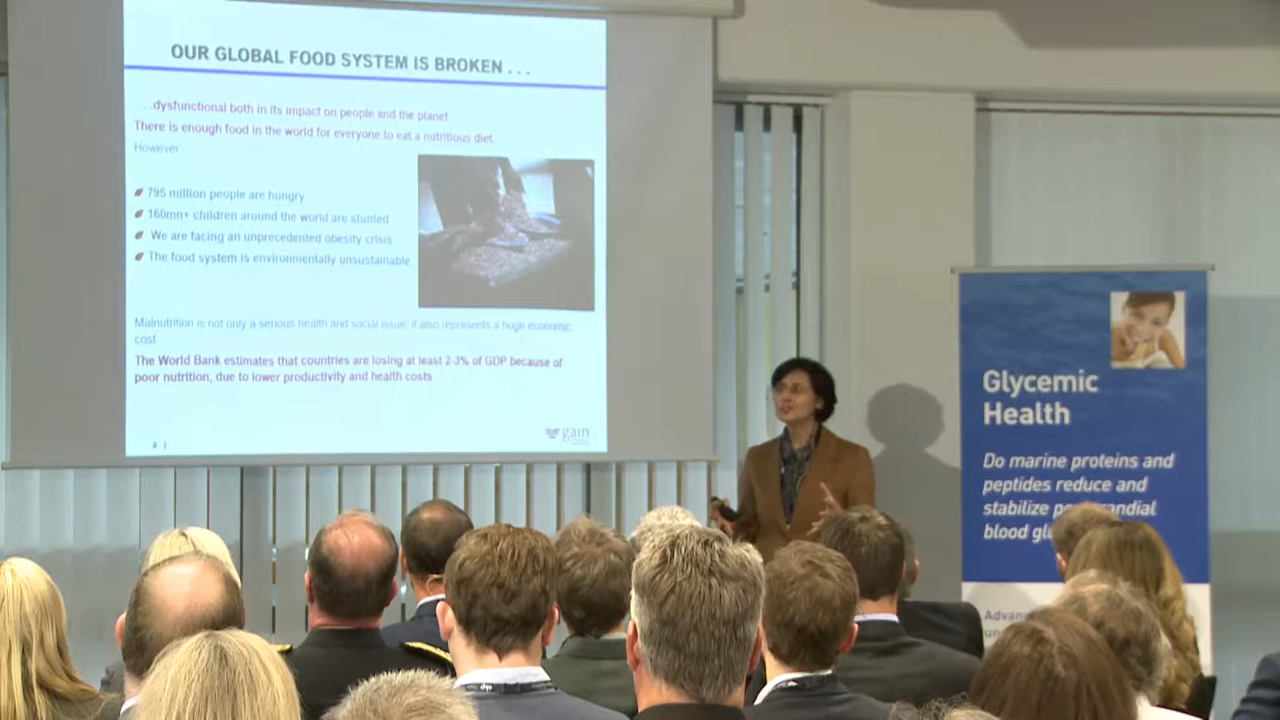 OUR GLOBAL FOOD SYSTEM IS BROKEN . . .
. . .dysfunctional both in its impact on people and the planet
There is enough food in the world for everyone to eat a nutritious diet.
However:
795 million people are hungry
160mn+ children around the world are stunted
We are facing an unprecedented obesity crisis
The food system is environmentally unsustainable
Malnutrition is not only a serious health and social issue; it also represents a huge economic
cost.
The World Bank estimates that countries are losing at least 2-3% of GDP because of
poor nutrition, due to lower productivity and health costs
2 |
gain
Glycemic
Health
Do marine proteins and
peptides reduce and
stabilize
blood